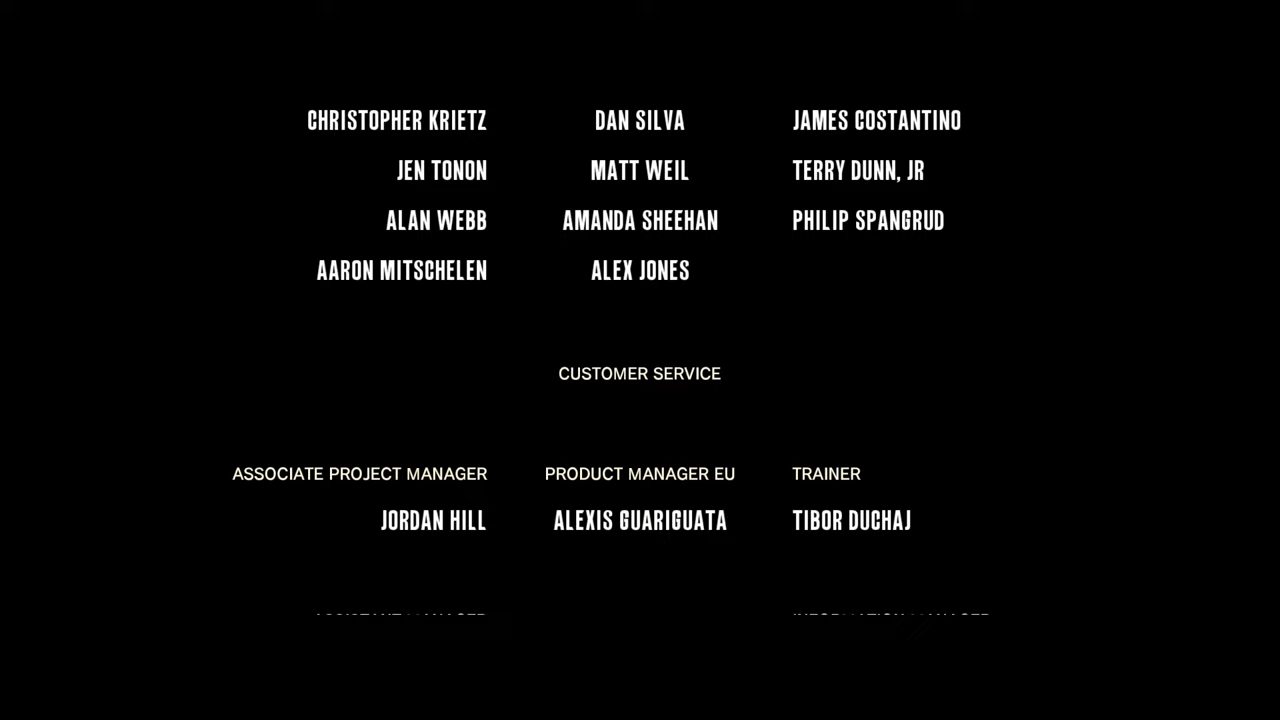 CHRISTOPHER KRIETZ DAN SILVA JAMES COSTANTINO
JEN TONON MATT WEIL TERRY DUNN, JR
ALAN WEBB AMANDA SHEEHAN PHILIP SPANGRUD
AARON MITSCHELEN ALEX JONES
CUSTOMER SERVICE
ASSOCIATE PROJECT MANAGER PRODUCT MANAGER EU TRAINER
JORDAN HILL ALEXIS GUARIGUATA TIBOR DUCHAJ